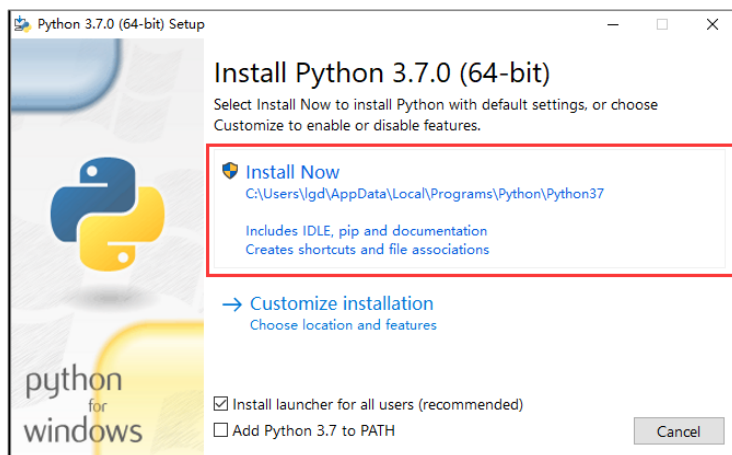 Python 3.7.0 (64-bit) Setup
Install Python 3.7.0 (64-bit)
Select Install Now to install Python with default settings, or choose
Customize to enable or disable features.
Install Now
C:\Users\lgd\AppData\Local\Programs\Python\Python37
Includes IDLE, pip and documentation
Creates shortcuts and file associations
Customize installation
Choose location and features
python
for
windows
Install launcher for all users (recommended)
Add Python 3.7 to PATH
Cancel